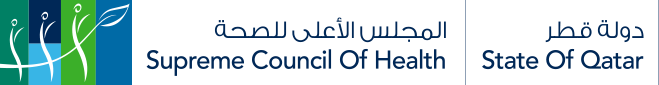 المجلس الأعلى للصحة
Supreme Council Of Health
دولة قطر
State Of Qatar